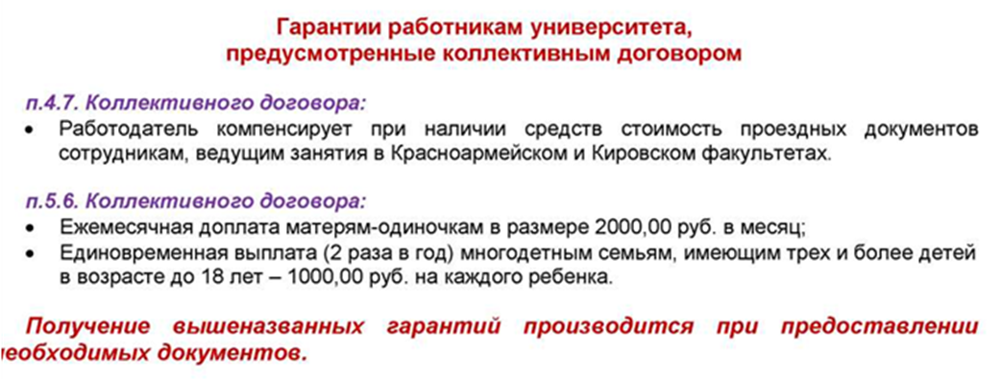 Гарантии работникам университета,
предусмотренные коллективным договором
п.4.7. Коллективного договора:
• Работодатель компенсирует при наличии средств стоимость проездных документов
сотрудникам, ведущим занятия в Красноармейском и Кировском факультетах.
п.5.6. Коллективного договора:
• Ежемесячная доплата матерям-одиночкам в размере 2000,00 руб. в месяц;
• Единовременная выплата (2 раза в год) многодетным семьям, имеющим трех и более детей
в возрасте до 18 лет – 1000,00 руб. на каждого ребенка.
Получение вышеназванных гарантий производится при предоставлении
необходимых документов.